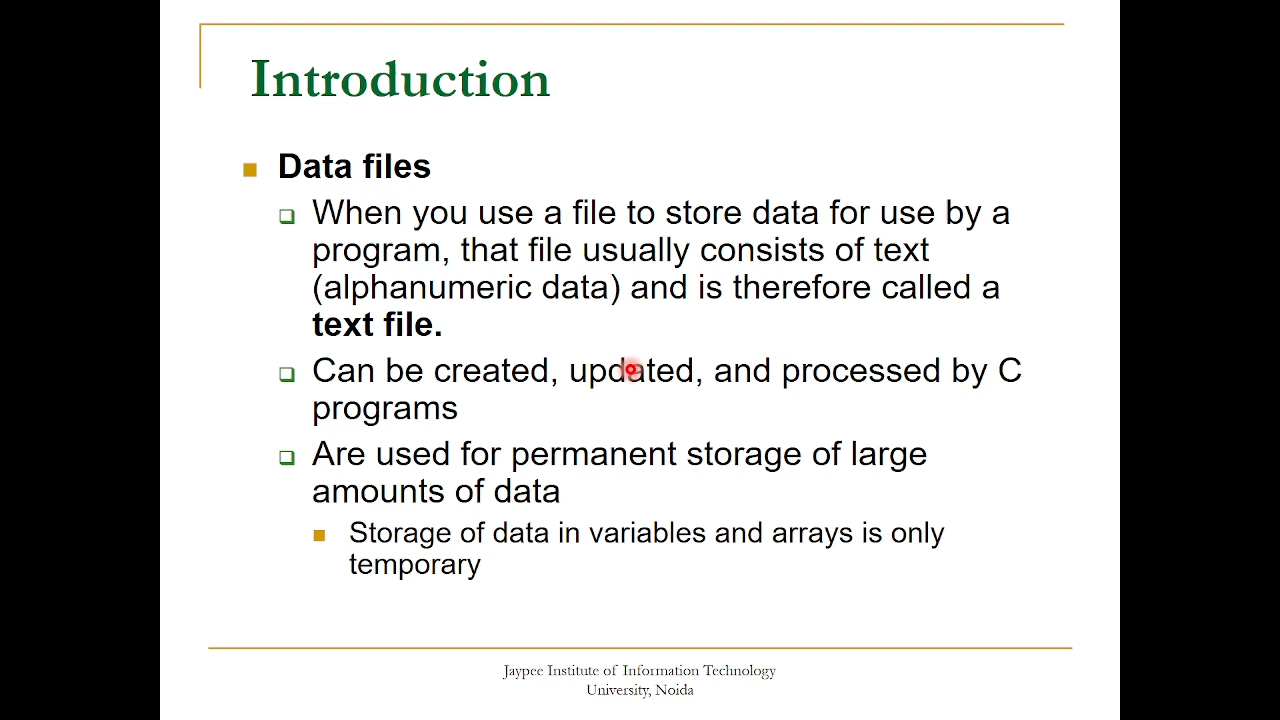 Introduction
Data files
When you use a file to store data for use by a
program, that file usually consists of text
(alphanumeric data) and is therefore called a
text file.
Can be created, updated, and processed by C
programs
Are used for permanent storage of large
amounts of data
Storage of data in variables and arrays is only
temporary
Jaypee Institute of Information Technology
University, Noida